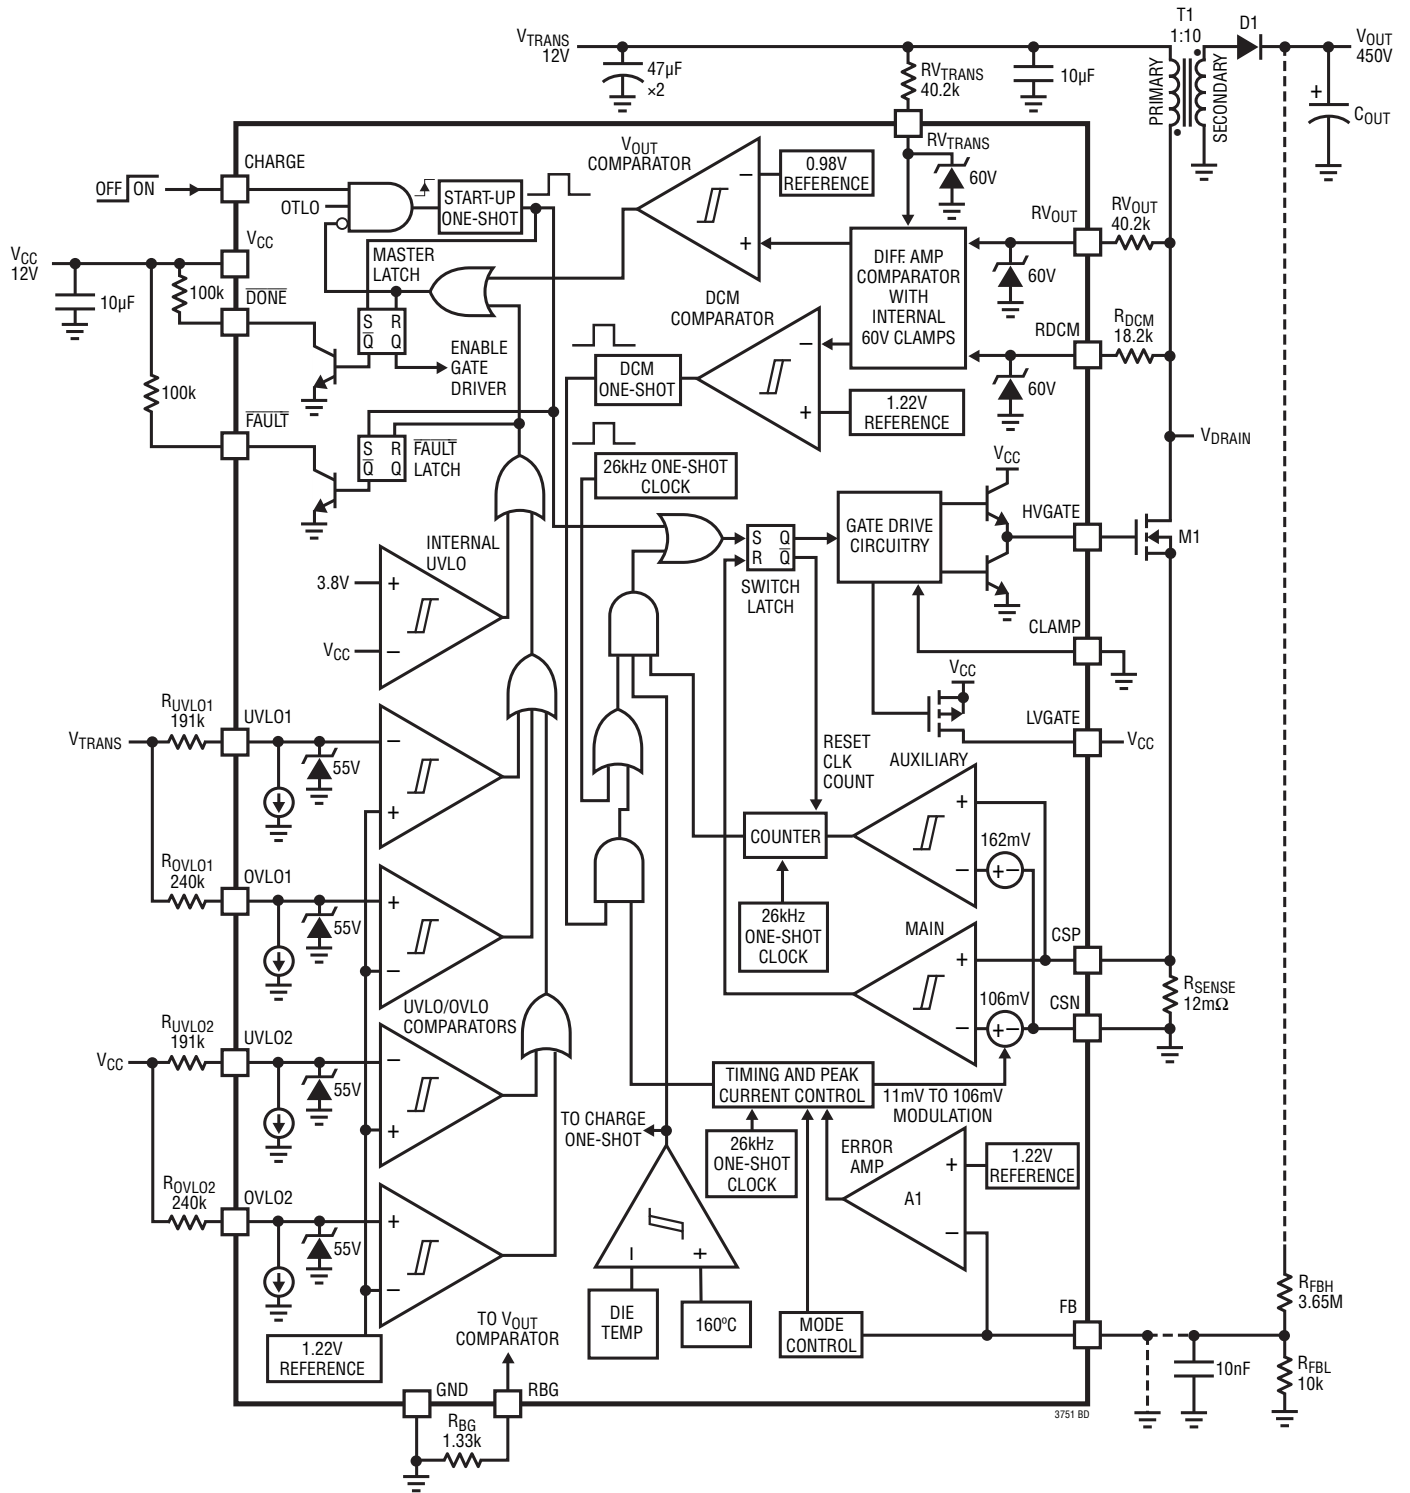 T1
1:10
D1
VTRANS
12V
47µF
×2
RVTRANS
40.2k
10µF
PRIMARY
SECONDARY
VOUT
450V
+
COUT
CHARGE
OFF ON
OTLO
START-UP
ONE-SHOT
VOUT
COMPARATOR
−
+
0.98V
REFERENCE
RVTRANS
60V
RVOUT
RVOUT
40.2k
VCC
VCC
12V
10µF
100k
DONE
MASTER
LATCH
S R
Q Q
ENABLE
GATE
DRIVER
DIFF. AMP
COMPARATOR
WITH
INTERNAL
60V CLAMPS
60V
DCM
COMPARATOR
−
+
RDCM
RDCM
18.2k
60V
DCM
ONE-SHOT
1.22V
REFERENCE
100k
FAULT
S R
Q Q
FAULT
LATCH
26kHz ONE-SHOT
CLOCK
VDRAIN
VCC
GATE DRIVE
CIRCUITRY
HVGATE
M1
S Q
R Q
SWITCH
LATCH
INTERNAL
UVLO
3.8V
+
VCC
−
CLAMP
VCC
LVGATE
VCC
RUVLO1
191k
UVLO1
VTRANS
55V
−
+
RESET
CLK
COUNT
AUXILIARY
+
−
COUNTER
162mV
+−
ROVLO1
240k
OVLO1
55V
+
−
26kHz
ONE-SHOT
CLOCK
MAIN
+
−
CSP
106mV
+−
CSN
RSENSE
12mΩ
UVLO/OVLO
COMPARATORS
RUVLO2
191k
UVLO2
VCC
55V
−
+
TIMING AND PEAK
CURRENT CONTROL
11mV TO 106mV
MODULATION
TO CHARGE
ONE-SHOT
26kHz
ONE-SHOT
CLOCK
ERROR
AMP
A1
+
−
1.22V
REFERENCE
ROVLO2
240k
OVLO2
55V
+
−
− +
DIE
TEMP
160ºC
MODE
CONTROL
FB
RFBH
3.65M
10nF
RFBL
10k
1.22V
REFERENCE
TO VOUT
COMPARATOR
GND
RBG
RBG
1.33k
3751 BD